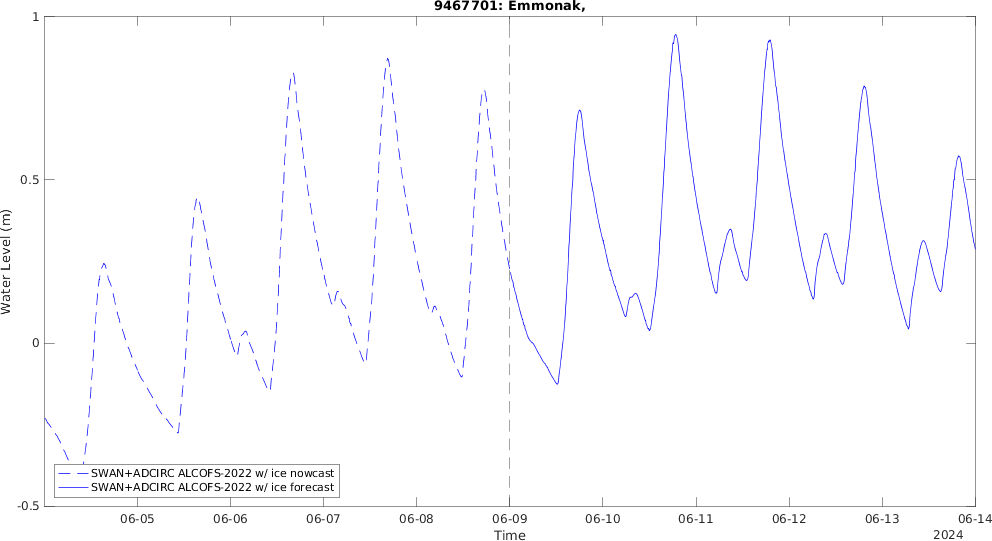 9467701: Emmonak,
Water Level (m)
1
0.5
0
-0.5
SWAN+ADCIRC ALCOFS-2022 w/ ice nowcast
SWAN+ADCIRC ALCOFS-2022 w/ ice forecast
06-05 06-06 06-07 06-08 06-09 06-10 06-11 06-12 06-13 06-14
Time
2024